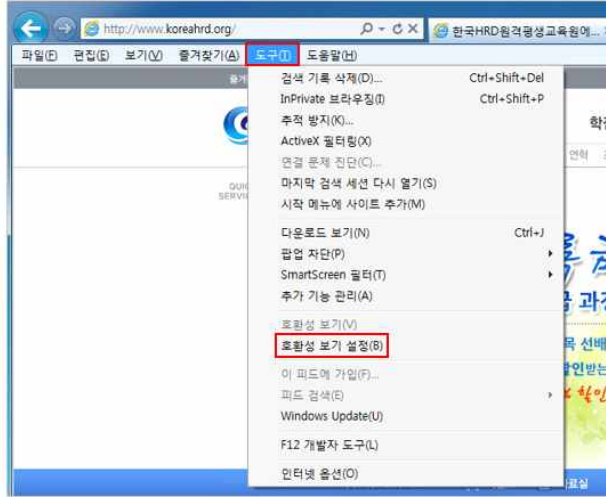 http://www.koreahrd.org/
한국HRD원격평생교육원에...
파일(F) 편집(E) 보기(V) 즐겨찾기(A) 도구(T) 도움말(H)
검색 기록 삭제(D)... Ctrl+Shift+Del
InPrivate 브라우징(I) Ctrl+Shift+P
추적 방지(K)...
ActiveX 필터링(X)
연결 문제 진단(C)...
마지막 검색 세션 다시 열기(S)
시작 메뉴에 사이트 추가(M)
다운로드 보기(N) Ctrl+J
팝업 차단(P)
SmartScreen 필터(T)
추가 기능 관리(A)
호환성 보기(V)
호환성 보기 설정(B)
이 피드에 가입(F)...
피드 검색(E)
Windows Update(U)
F12 개발자 도구(L)
인터넷 옵션(O)
연혁